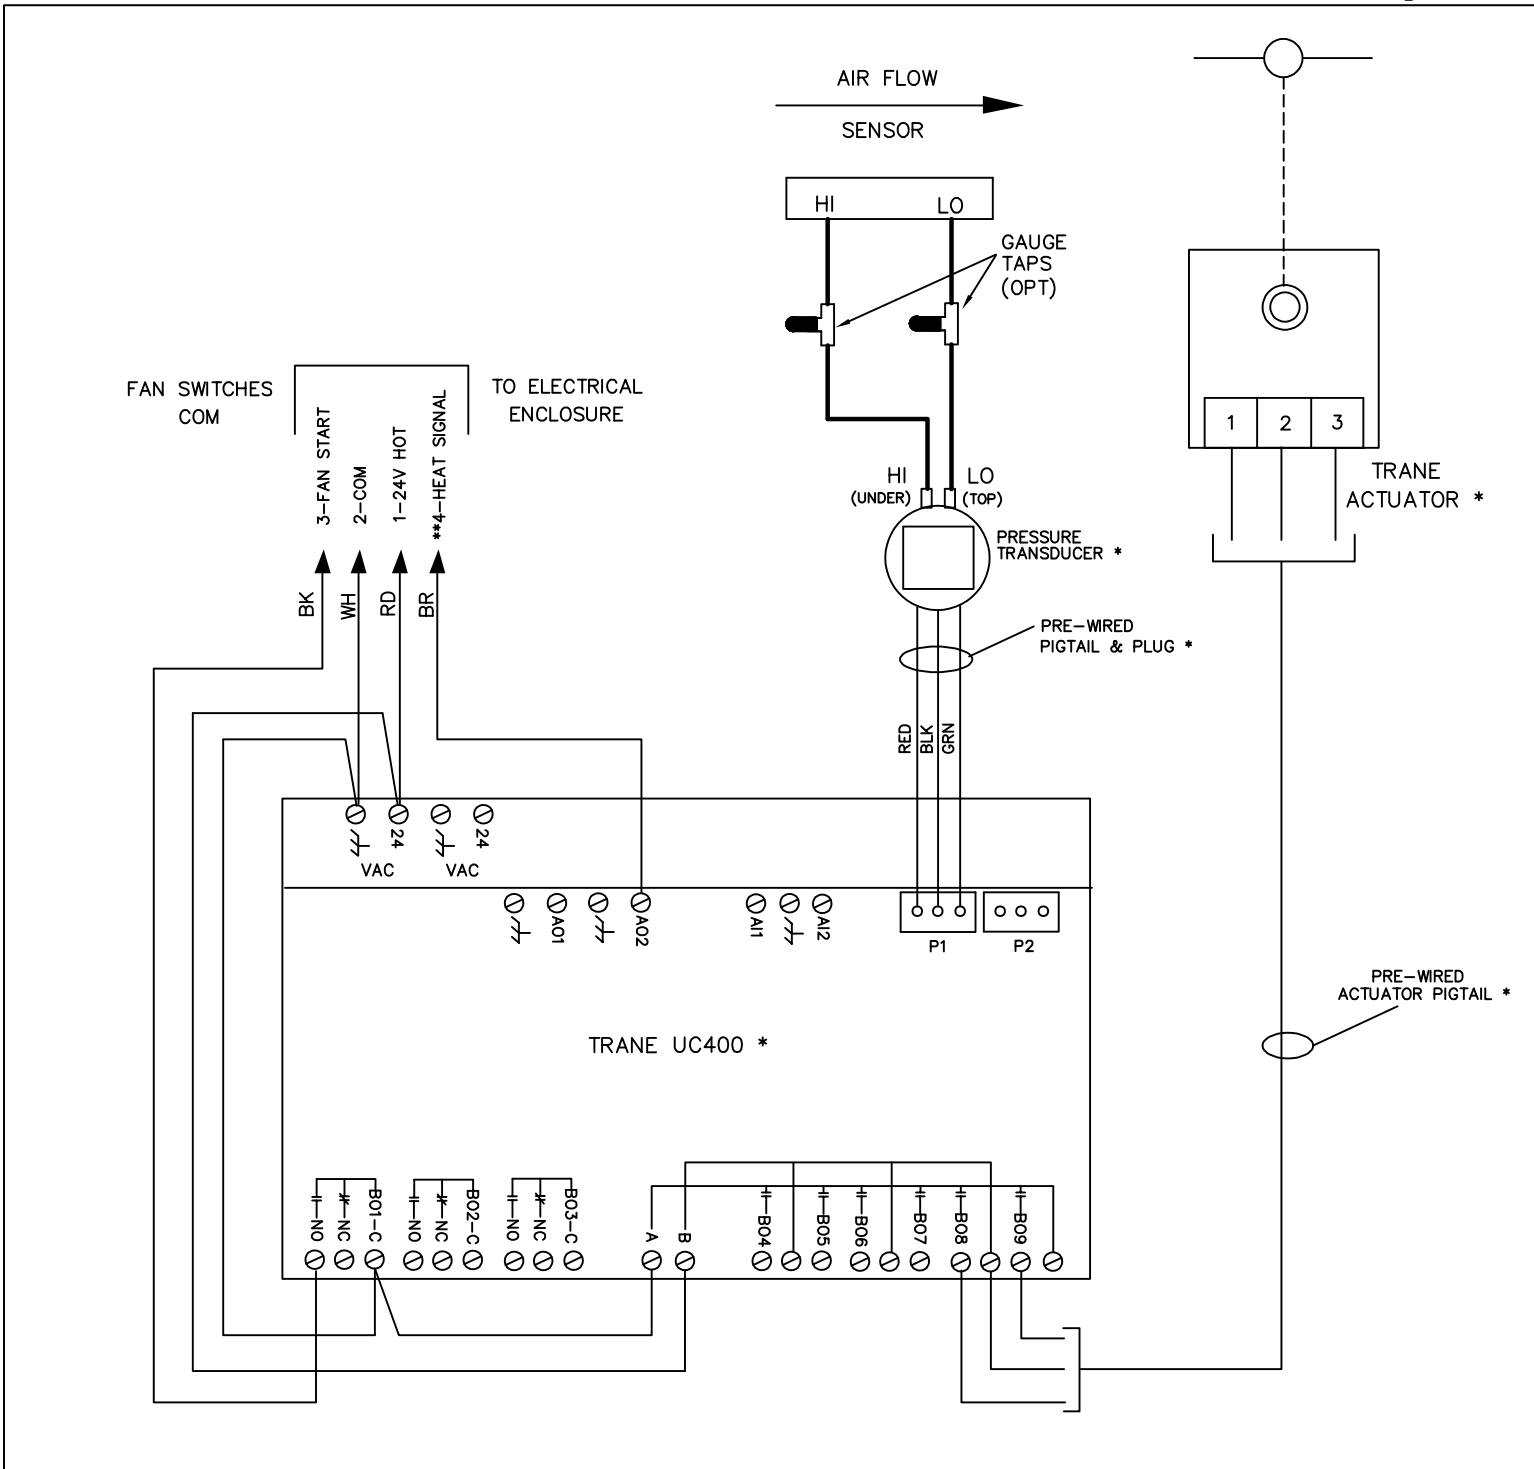 AIR FLOW
SENSOR
HI
LO
GAUGE
TAPS
(OPT)
FAN SWITCHES
COM
TO ELECTRICAL
ENCLOSURE
3-FAN START
2-COM
1-24V HOT
**4-HEAT SIGNAL
BK
WH
RD
BR
HI
(UNDER)
LO
(TOP)
PRESSURE
TRANSDUCER *
PRE-WIRED
PIGTAIL & PLUG *
RED
BLK
GRN
1
2
3
TRANE
ACTUATOR *
24
VAC
24
VAC
AO1
AO2
AI1
AI2
P1
P2
TRANE UC400 *
PRE-WIRED
ACTUATOR PIGTAIL *
NO
NC
BO1-C
NO
NC
BO2-C
NO
NC
BO3-C
A
B
BO4
BO5
BO6
BO7
BO8
BO9